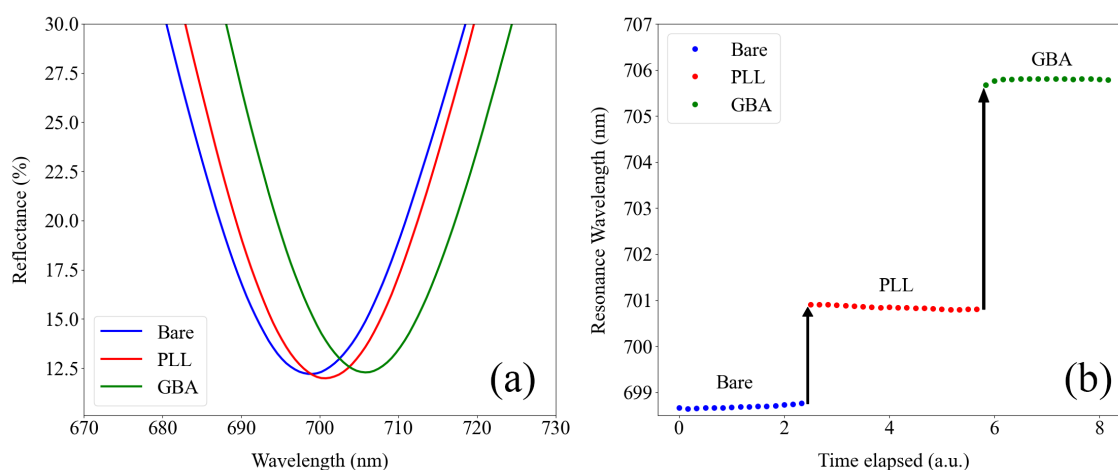 30.0
27.5
25.0
22.5
20.0
17.5
15.0
12.5
Reflectance (%)
670
680
690
700
710
720
730
Wavelength (nm)
Bare
PLL
GBA
(a)
707
706
705
704
703
702
701
700
699
Resonance Wavelength (nm)
0
2
4
6
8
Time elapsed (a.u.)
Bare
PLL
GBA
Bare
PLL
GBA
(b)